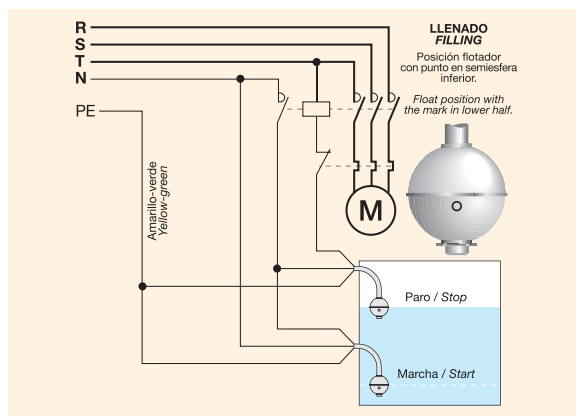 R
S
T
N
PE
Amarillo-verde
Yellow-green
M
LLENADO
FILLING
Posición flotador
con punto en semiesfera
inferior.
Float position with
the mark in lower half.
Paro / Stop
Marcha / Start